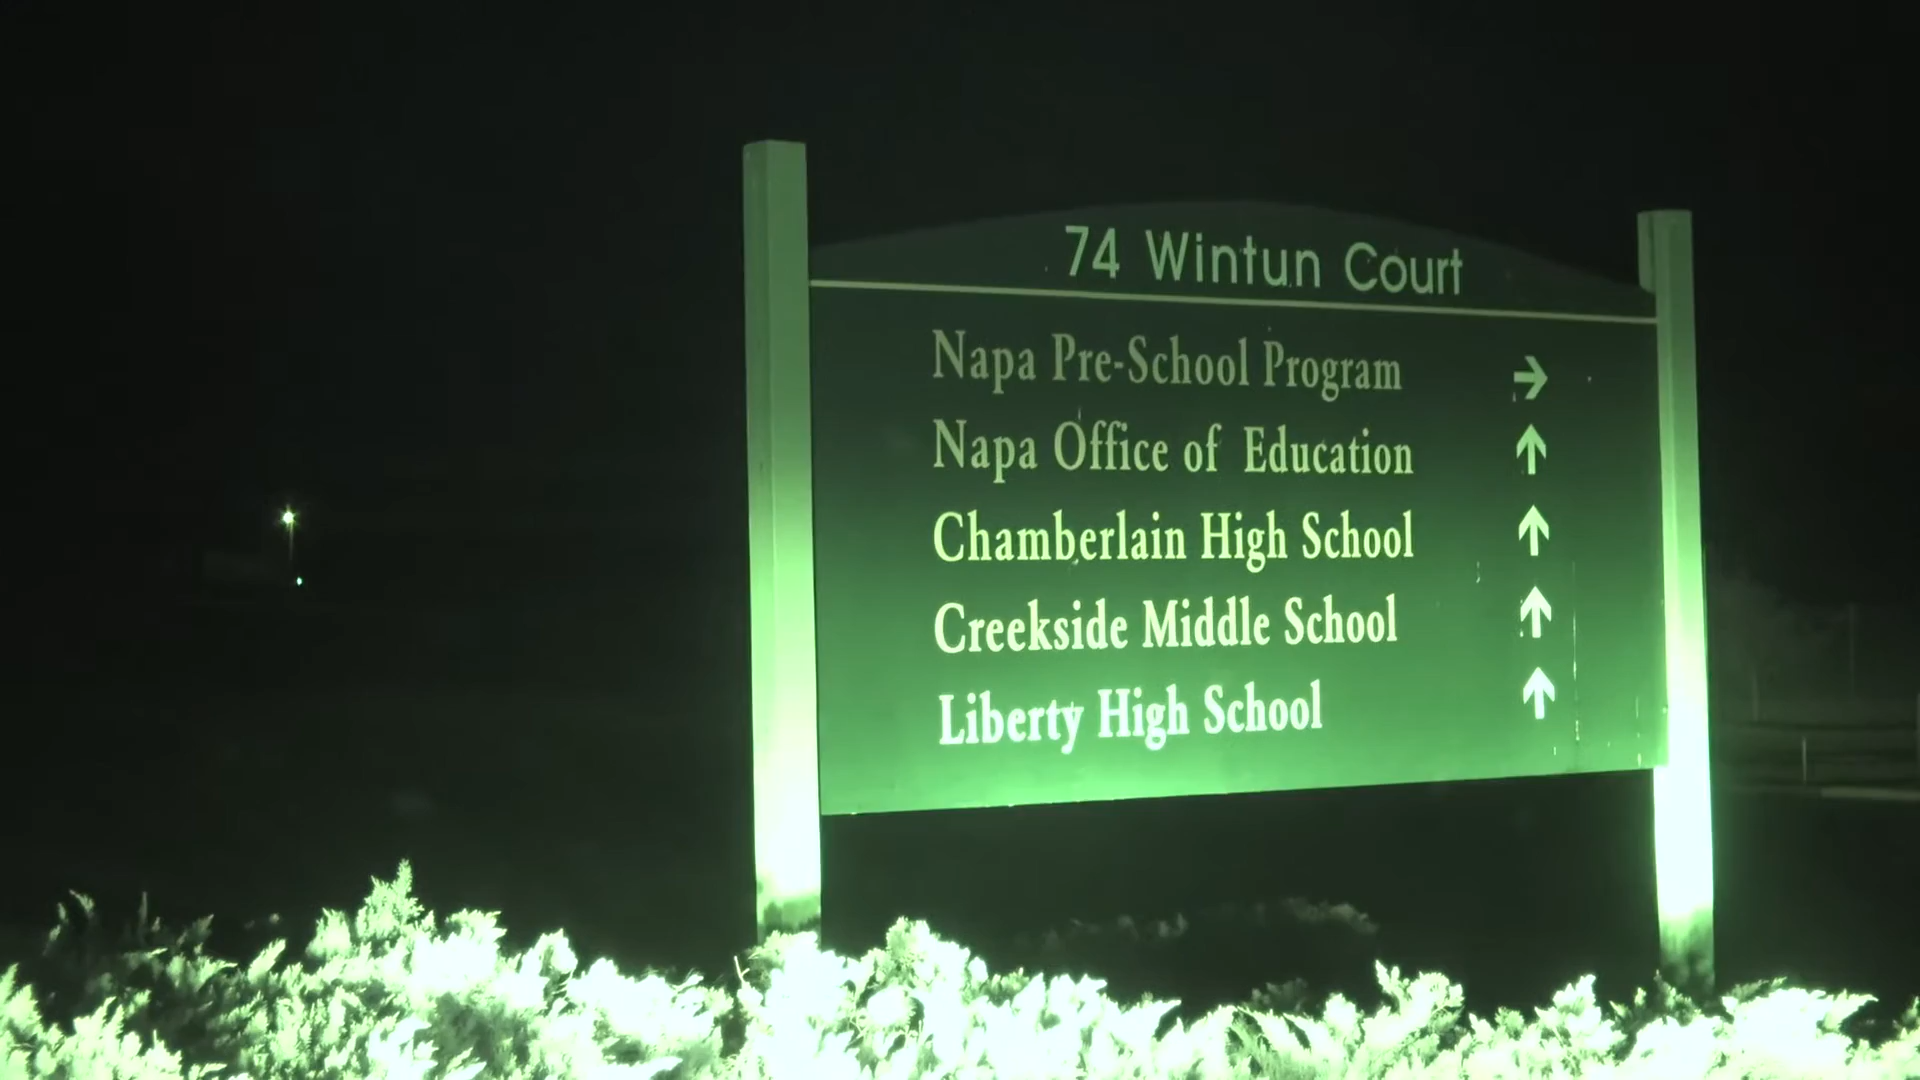 74 Wintun Court
Napa Pre-School Program →
Napa Office of Education ↑
Chamberlain High School ↑
Creekside Middle School ↑
Liberty High School ↑